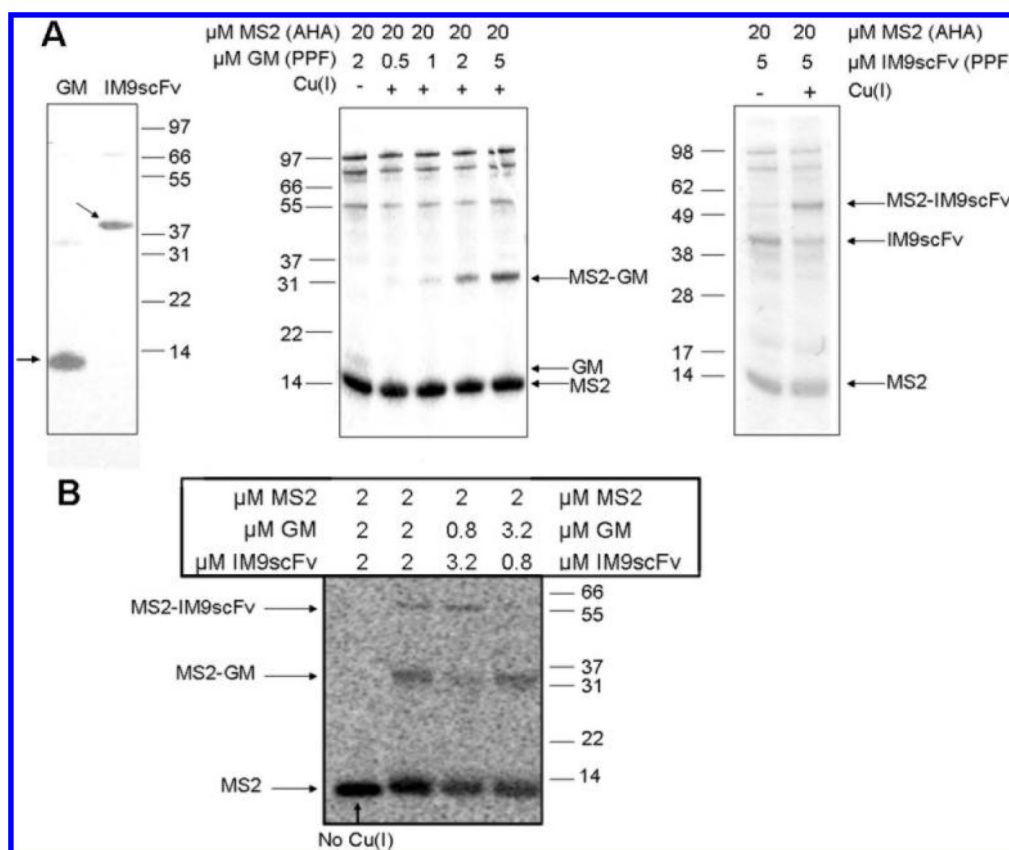 A
GM IM9scFv
97
66
55
37
31
22
14
µM MS2 (AHA) 20 20 20 20 20
µM GM (PPF) 2 0.5 1 2 5
Cu(I) - + + + +
97
66
55
37
31
22
14
MS2-GM
GM
MS2
20 20 µM MS2 (AHA)
5 5 µM IM9scFv (PPF)
- + Cu(I)
98
62
49
38
28
17
14
MS2-IM9scFv
IM9scFv
MS2
B
µM MS2 2 2 2 2 µM MS2
µM GM 2 2 0.8 3.2 µM GM
µM IM9scFv 2 2 3.2 0.8 µM IM9scFv
MS2-IM9scFv
MS2-GM
MS2
66
55
37
31
22
14
No Cu(I)